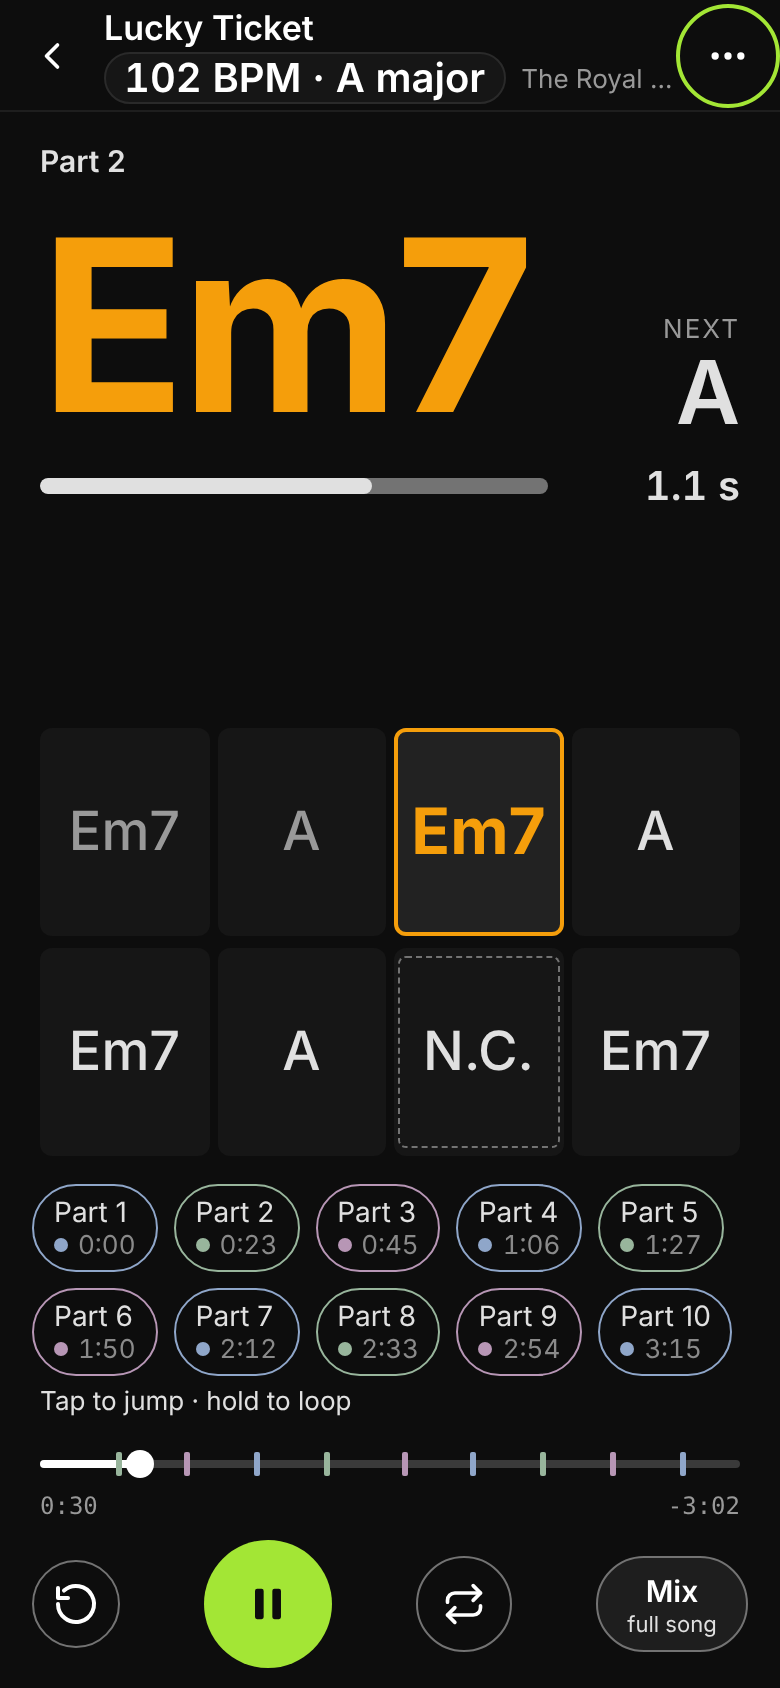 Lucky Ticket
102 BPM · A major The Royal ...
Part 2
Em7
NEXT
A
1.1 s
Em7 A Em7 A
Em7 A N.C. Em7
Part 1 Part 2 Part 3 Part 4 Part 5
0:00 0:23 0:45 1:06 1:27
Part 6 Part 7 Part 8 Part 9 Part 10
1:50 2:12 2:33 2:54 3:15
Tap to jump · hold to loop
0:30 -3:02
Mix
full song